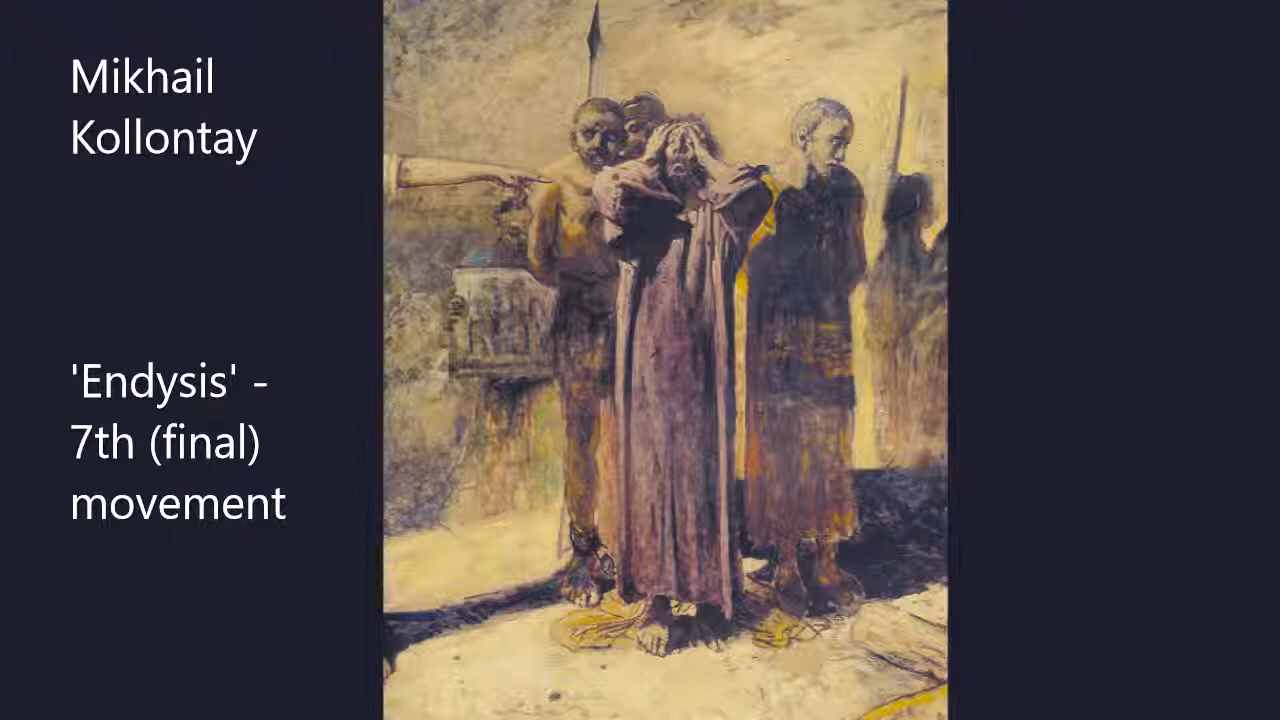 Mikhail
Kollontay
'Endysis' -
7th (final)
movement